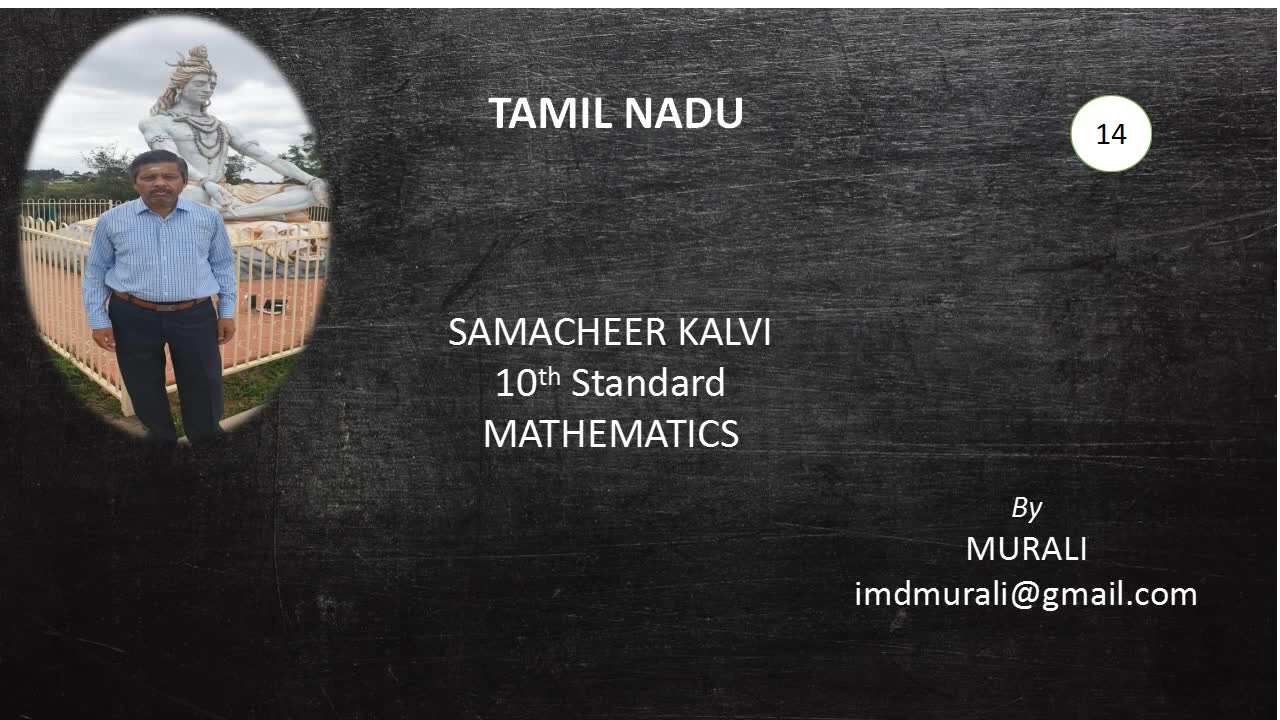 TAMIL NADU
14
SAMACHEER KALVI
10th Standard
MATHEMATICS
By
MURALI
imdmurali@gmail.com